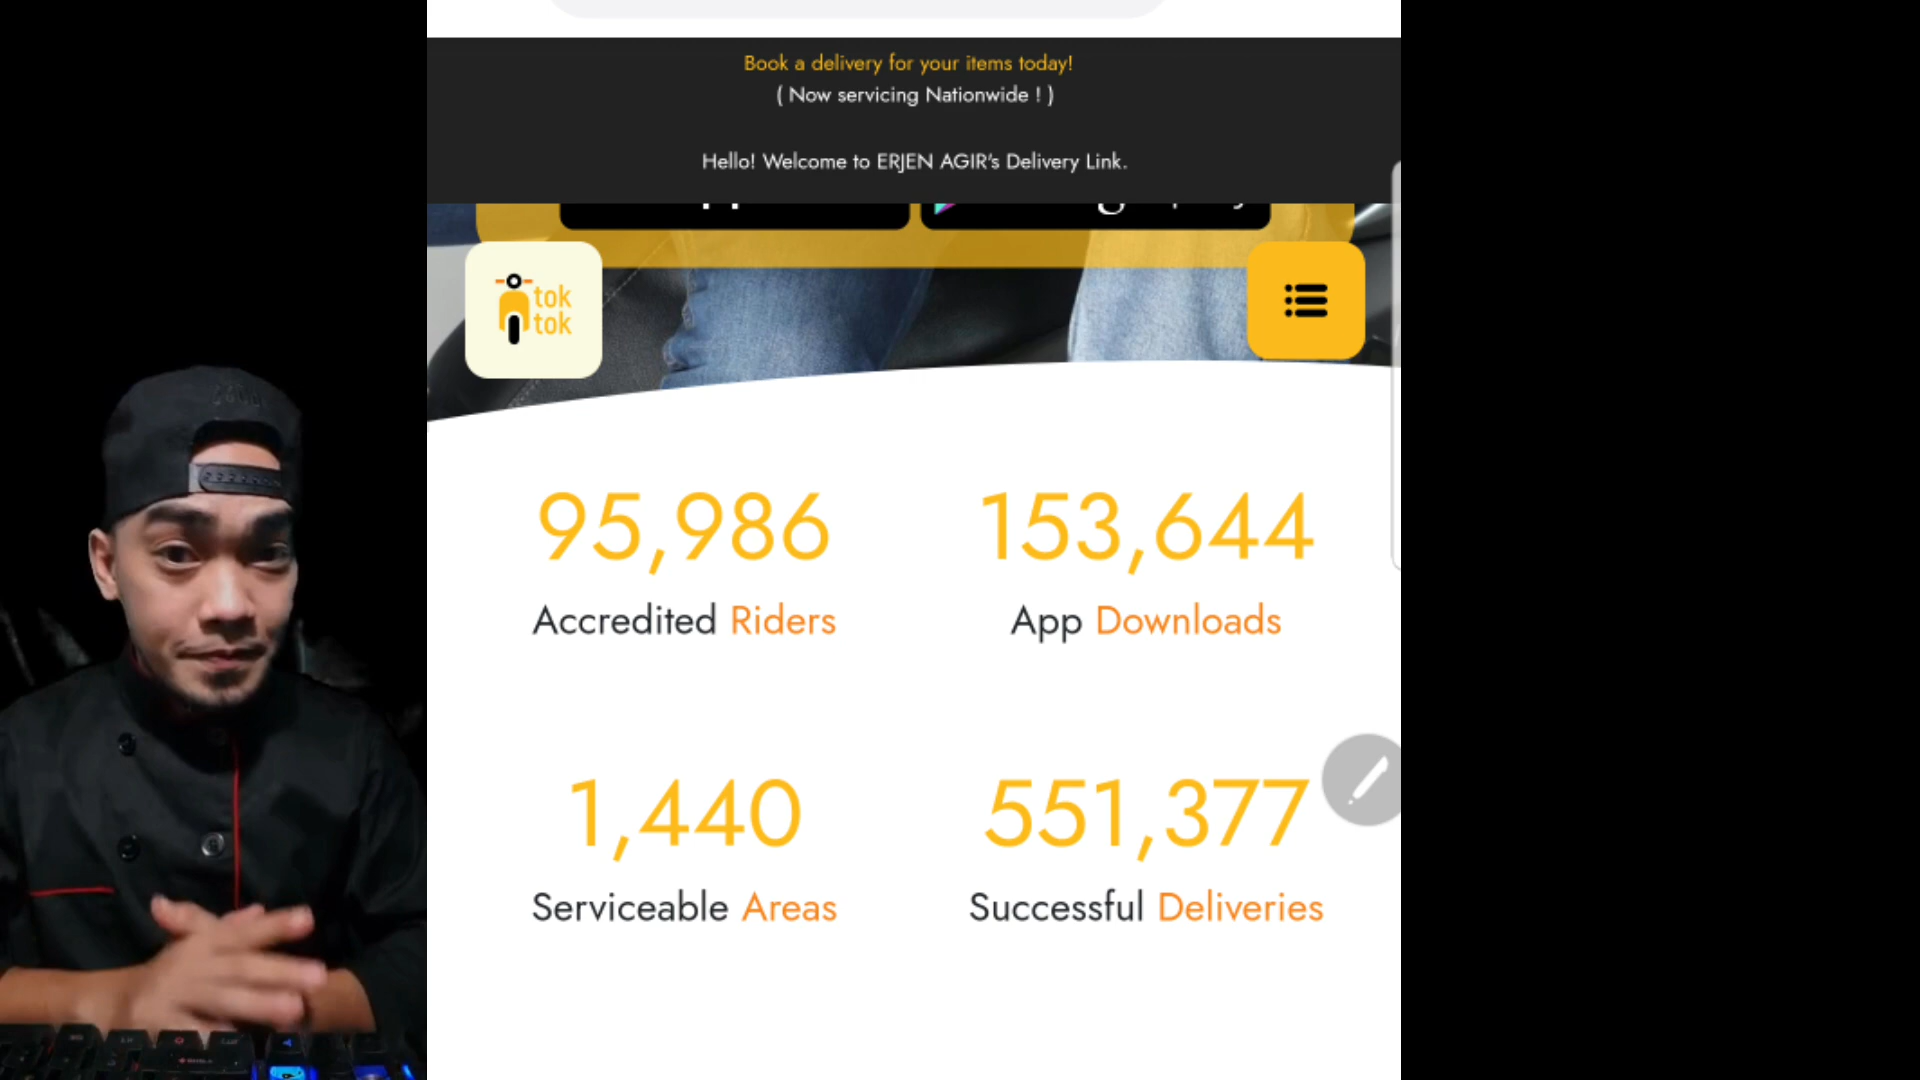 Book a delivery for your items today!
( Now servicing Nationwide ! )
Hello! Welcome to ERJEN AGIR's Delivery Link.
tok
tok
95,986
Accredited Riders
153,644
App Downloads
1,440
Serviceable Areas
551,377
Successful Deliveries